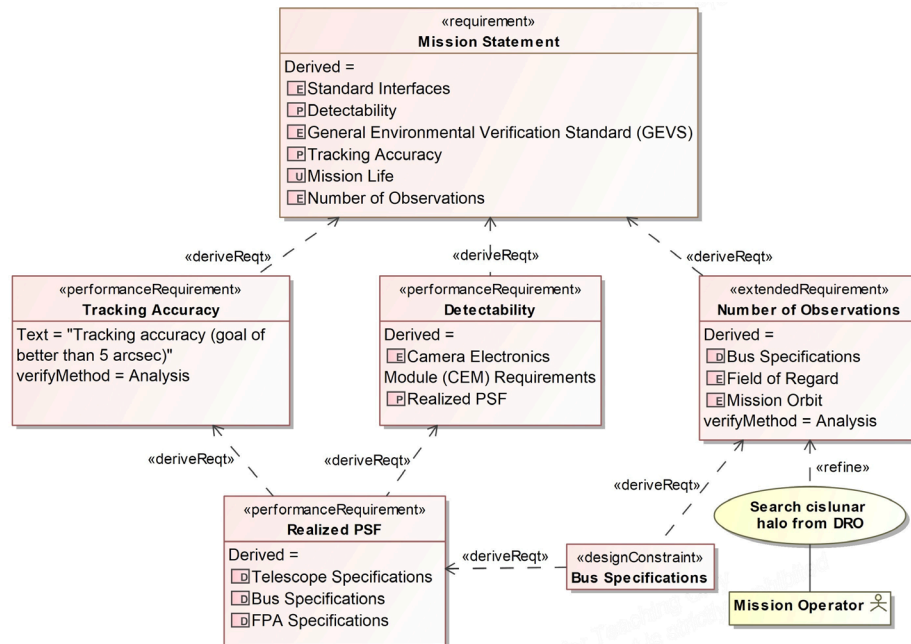 «requirement»
Mission Statement
Derived =
E Standard Interfaces
P Detectability
E General Environmental Verification Standard (GEVS)
P Tracking Accuracy
U Mission Life
E Number of Observations
«deriveReqt»
«deriveReqt»
«deriveReqt»
«performanceRequirement»
Tracking Accuracy
Text = "Tracking accuracy (goal of
better than 5 arcsec)"
verifyMethod = Analysis
«performanceRequirement»
Detectability
Derived =
E Camera Electronics
Module (CEM) Requirements
P Realized PSF
«extendedRequirement»
Number of Observations
Derived =
D Bus Specifications
E Field of Regard
E Mission Orbit
verifyMethod = Analysis
«deriveReqt»
«deriveReqt»
«deriveReqt»
«refine»
«performanceRequirement»
Realized PSF
Derived =
D Telescope Specifications
D Bus Specifications
D FPA Specifications
«deriveReqt»
«designConstraint»
Bus Specifications
Search cislunar
halo from DRO
Mission Operator